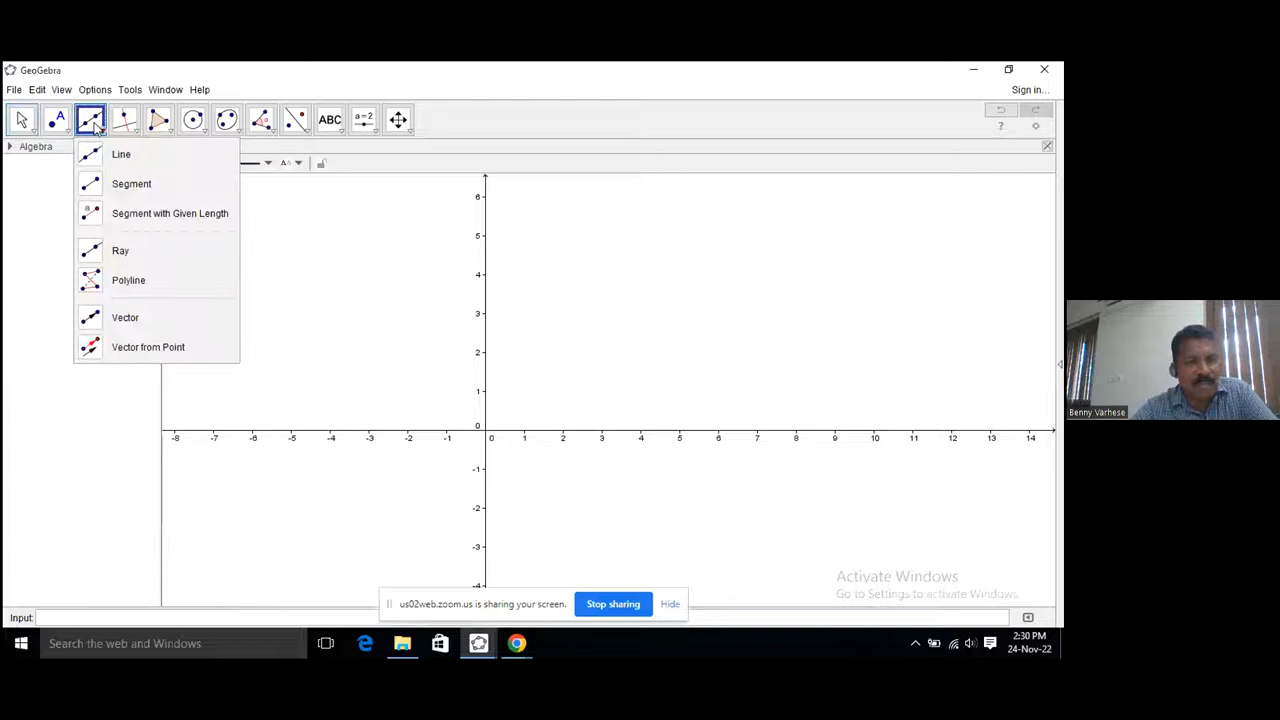 GeoGebra
File Edit View Options Tools Window Help
Sign in...
A
ABC
a=2
?
Algebra
AA
Line
Segment
a
Segment with Given Length
Ray
Polyline
Vector
Vector from Point
6
5
4
3
2
1
0
-8 -7 -6 -5 -4 -3 -2 -1 0 1 2 3 4 5 6 7 8 9 10 11 12 13 14
-1
-2
-3
-4
Benny Varhese
Activate Windows
Go to Settings to activate Windows.
us02web.zoom.us is sharing your screen. Stop sharing Hide
Input:
Search the web and Windows
2:30 PM
24-Nov-22